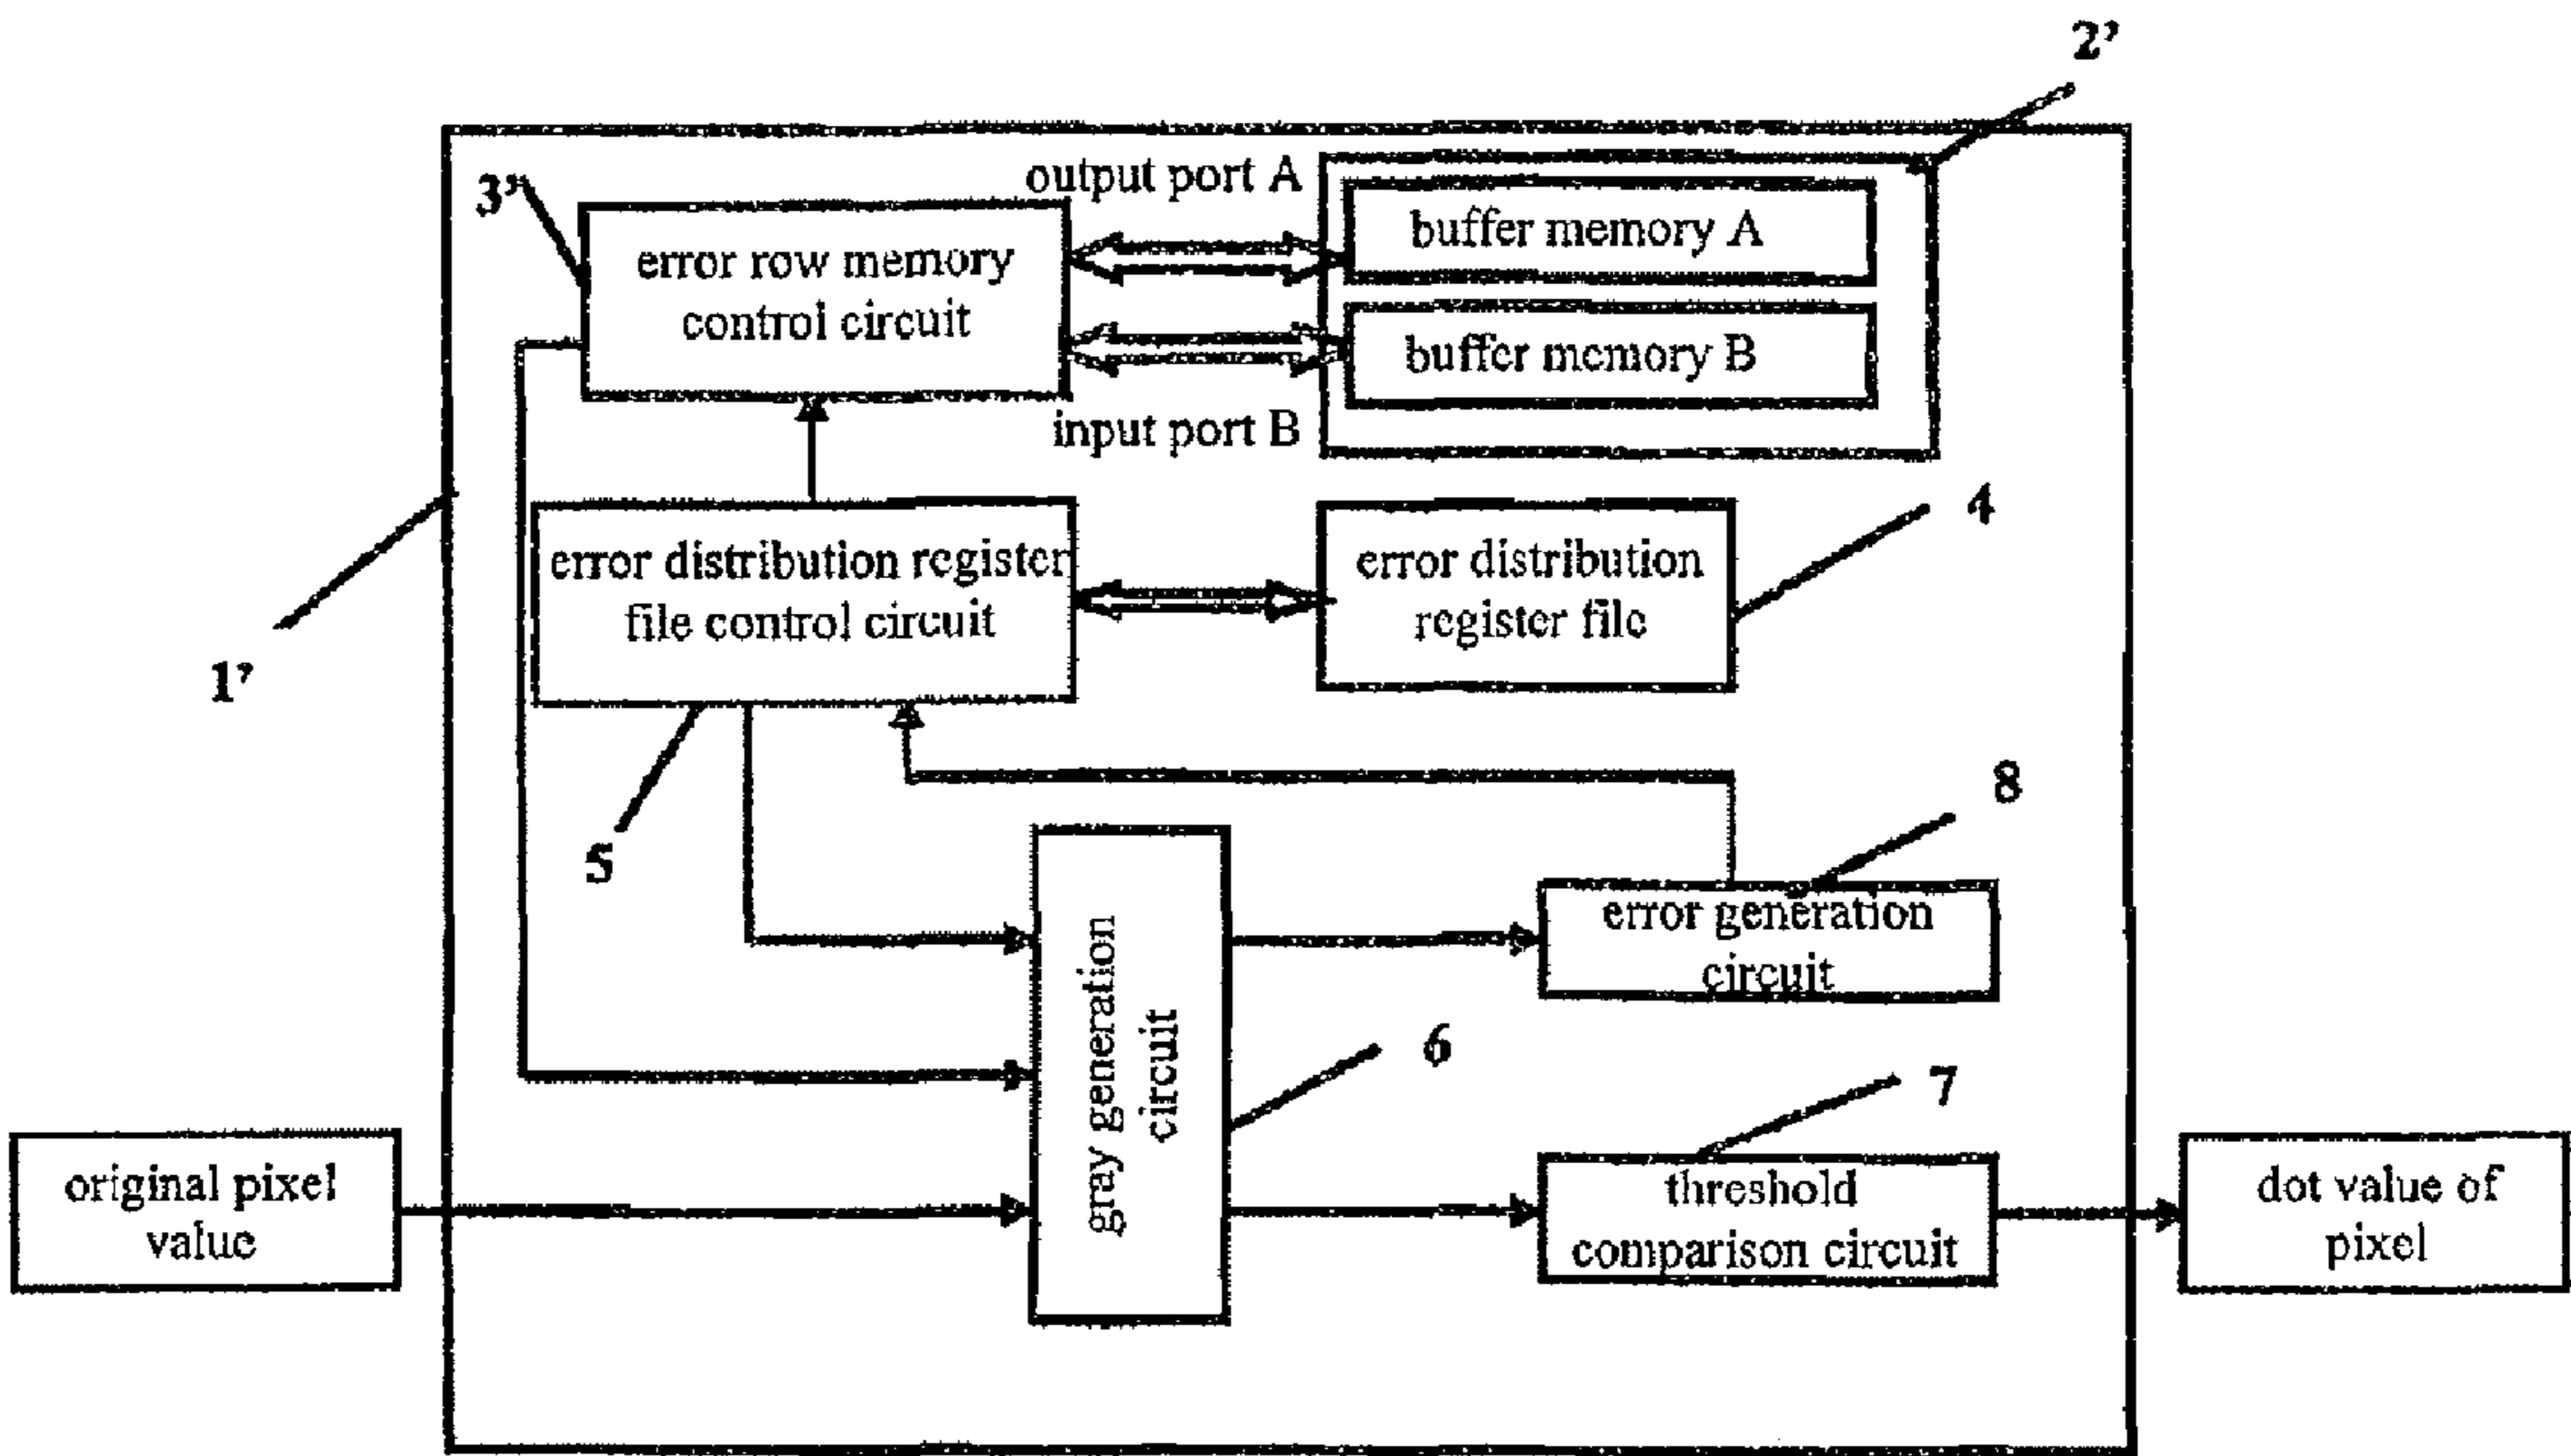 2’
output port A
3’
buffer memory A
error row memory
control circuit
buffer memory B
input port B
4
error distribution register
file control circuit
error distribution
register file
1’
8
5
error generation
circuit
gray generation
circuit
6
7
original pixel
value
threshold
comparison circuit
dot value of
pixel